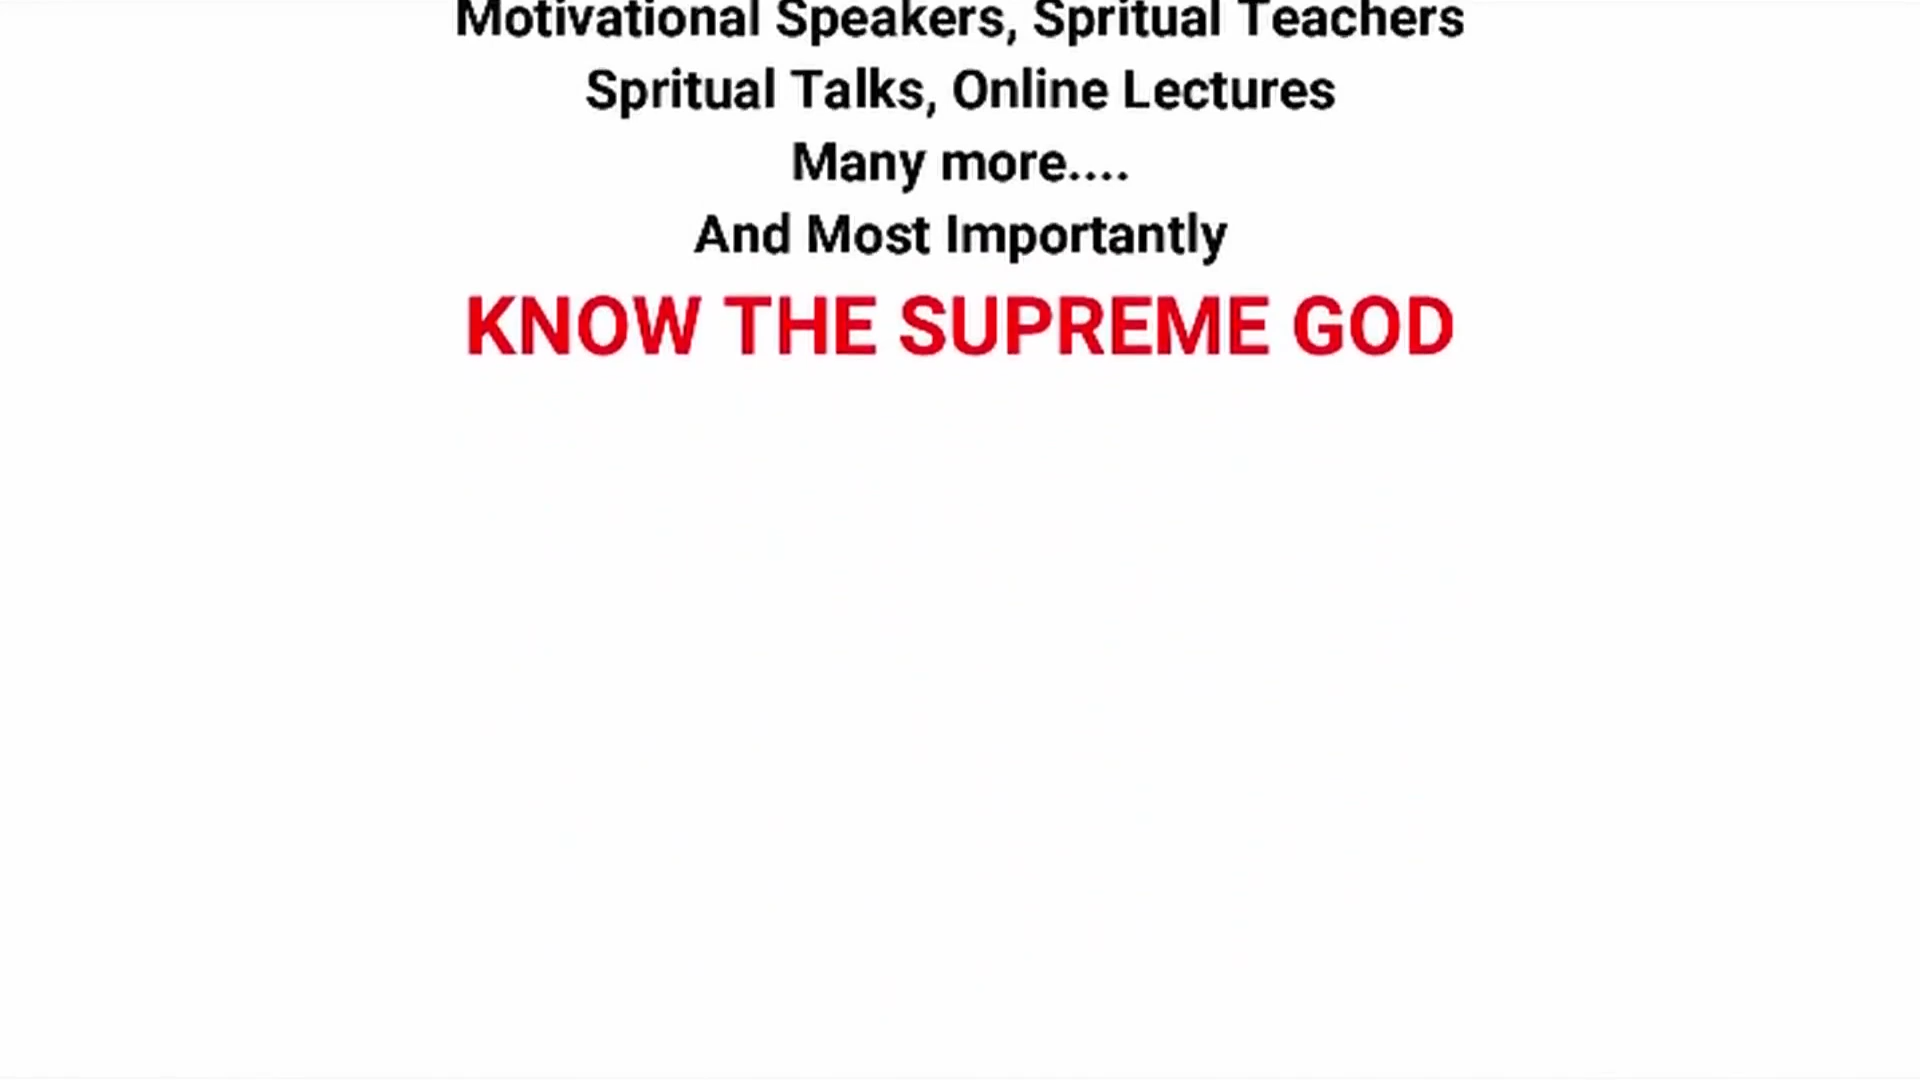 Motivational Speakers, Spritual Teachers
Spritual Talks, Online Lectures
Many more....
And Most Importantly
KNOW THE SUPREME GOD